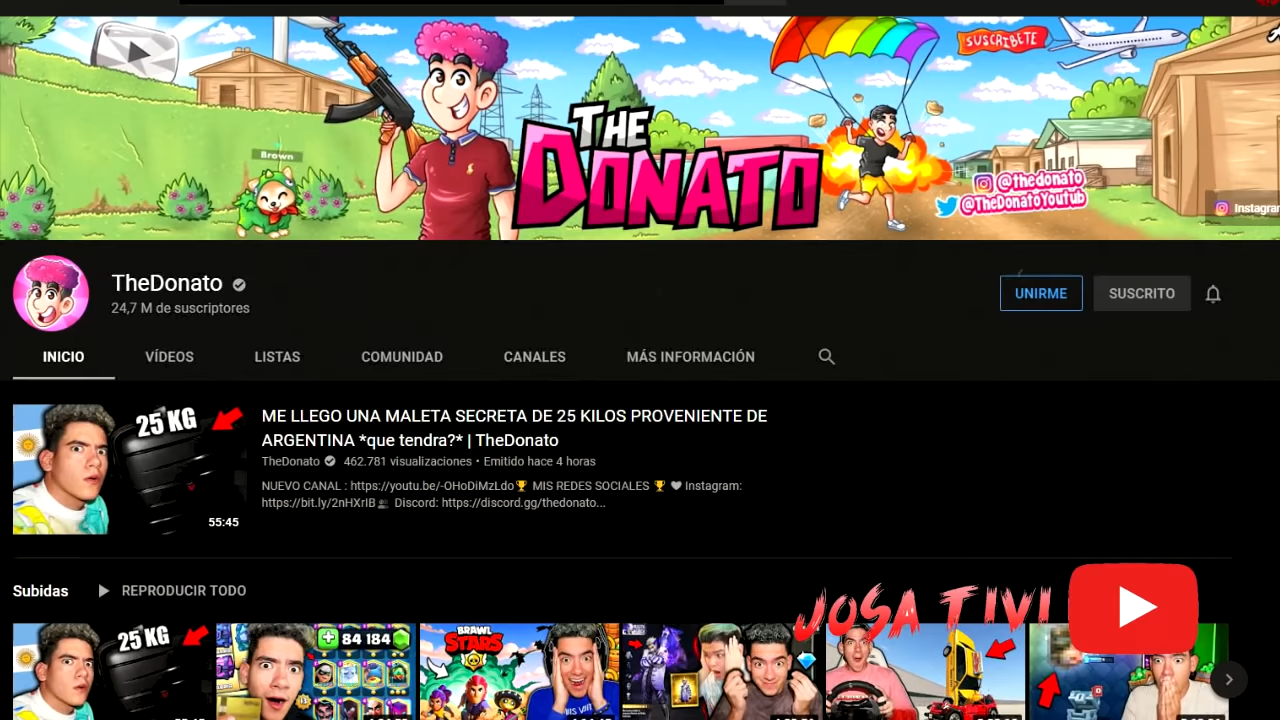 SUSCRIBETE
THE
DONATO
Brown
@thedonato
@TheDonatoYoutub
Instagram
TheDonato
24,7 M de suscriptores
UNIRME
SUSCRITO
INICIO
VÍDEOS
LISTAS
COMUNIDAD
CANALES
MÁS INFORMACIÓN
25 KG
55:45
ME LLEGO UNA MALETA SECRETA DE 25 KILOS PROVENIENTE DE
ARGENTINA *que tendra?* | TheDonato
TheDonato 462.781 visualizaciones • Emitido hace 4 horas
NUEVO CANAL : https://youtu.be/-OHoDiMzLdo🏆 MIS REDES SOCIALES 🏆 ❤ Instagram:
https://bit.ly/2nHXrIB👥 Discord: https://discord.gg/thedonato...
Subidas
REPRODUCIR TODO
JOSA TIVI
25 KG
84 184
BRAWL
STARS